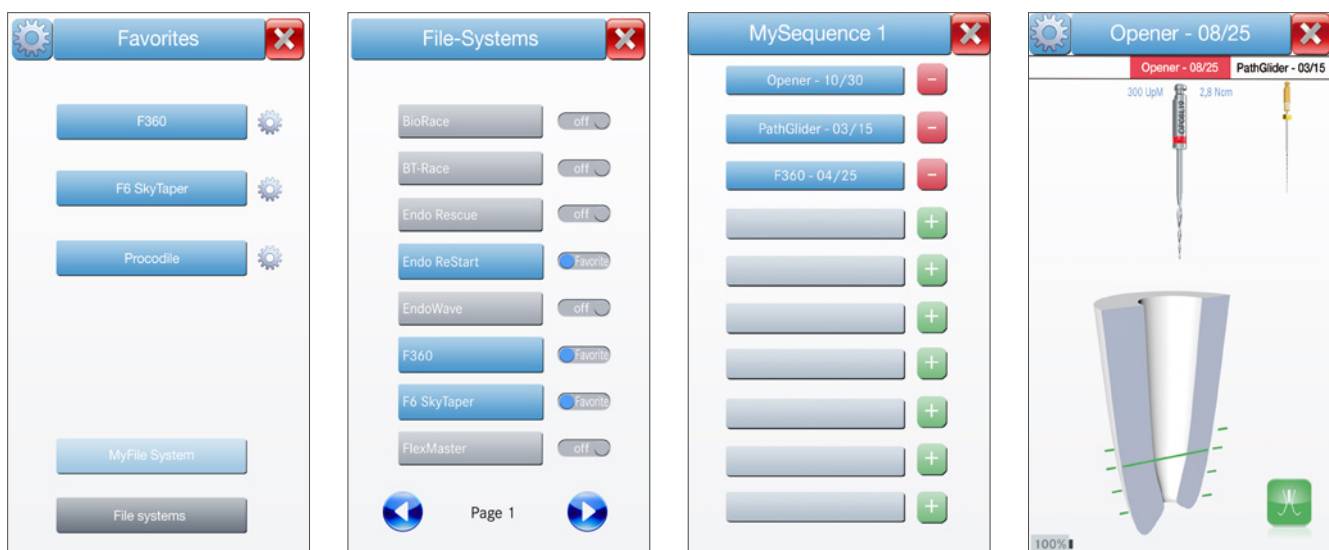 Favorites
F360
F6 SkyTaper
Procodile
MyFile System
File systems
File-Systems
BioRace
off
BT-Race
off
Endo Rescue
off
Endo ReStart
Favorite
EndoWave
off
F360
Favorite
F6 SkyTaper
Favorite
FlexMaster
off
Page 1
MySequence 1
Opener - 10/30
PathGlider - 03/15
F360 - 04/25
Opener - 08/25
Opener - 08/25
PathGlider - 03/15
300 UpM
2,8 Ncm
OP08L19
100%